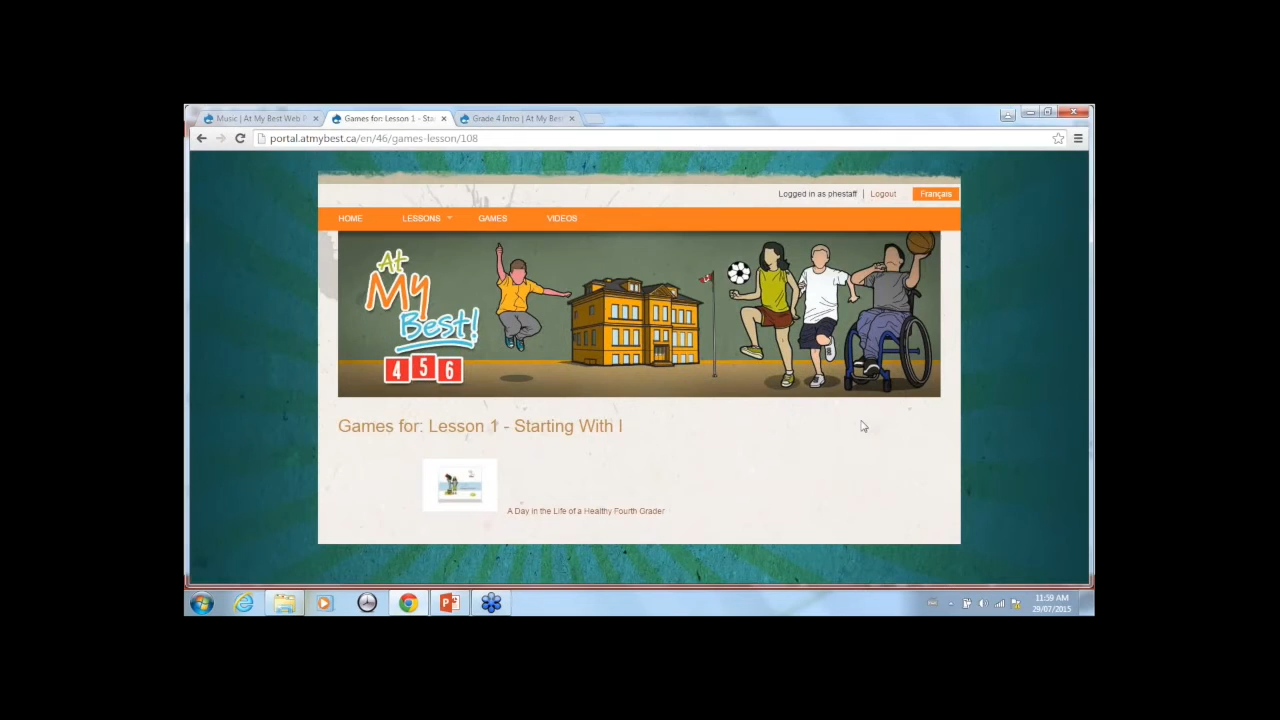 Music | At My Best Web P
Games for: Lesson 1 - Star
Grade 4 Intro | At My Best
portal.atmybest.ca/en/46/games-lesson/108
Logged in as phestaff | Logout
Français
HOME
LESSONS
GAMES
VIDEOS
At
My
Best!
4 5 6
Games for: Lesson 1 - Starting With I
A Day in the Life of a Healthy Fourth Grader
11:59 AM
29/07/2015